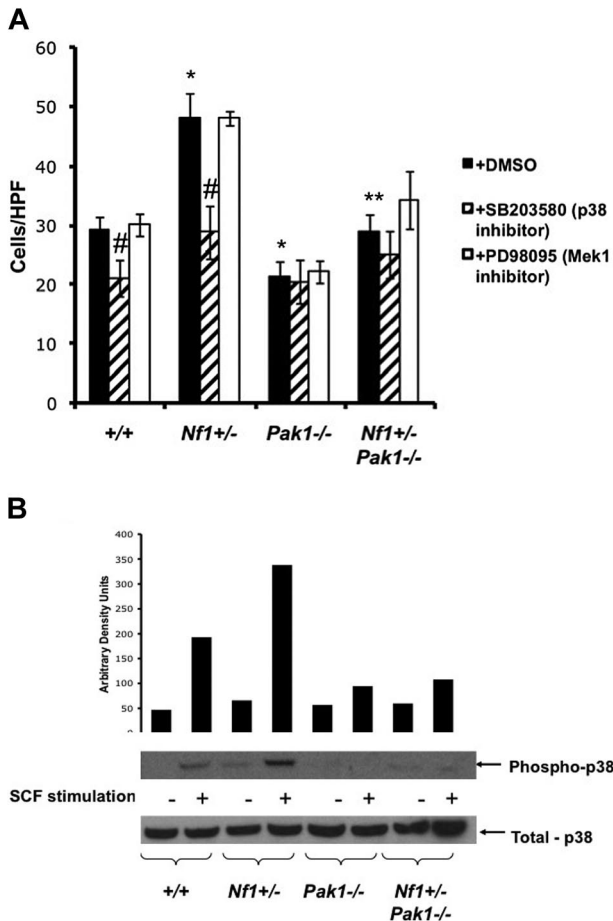 A
Cells/HPF
60
50
40
30
20
10
0
*
#
#
*
**
+DMSO
+SB203580 (p38
inhibitor)
+PD98095 (Mek1
inhibitor)
+/+
Nf1+/-
Pak1-/-
Nf1+/-
Pak1-/-
B
Arbitrary Density Units
400
350
300
250
200
150
100
50
0
Phospho-p38
SCF stimulation - + - + - + - +
Total - p38
+/+
Nf1+/-
Pak1-/-
Nf1+/-
Pak1-/-